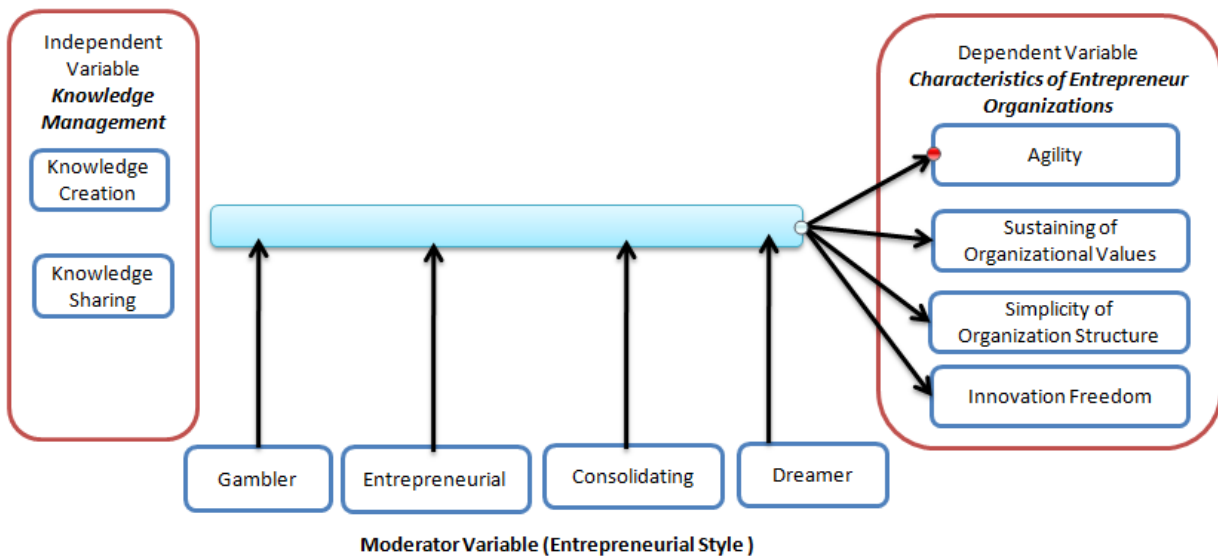 Independent
Variable
Knowledge
Management
Knowledge
Creation
Knowledge
Sharing
Dependent Variable
Characteristics of Entrepreneur
Organizations
Agility
Sustaining of
Organizational Values
Simplicity of
Organization Structure
Innovation Freedom
Gambler
Entrepreneurial
Consolidating
Dreamer
Moderator Variable (Entrepreneurial Style )